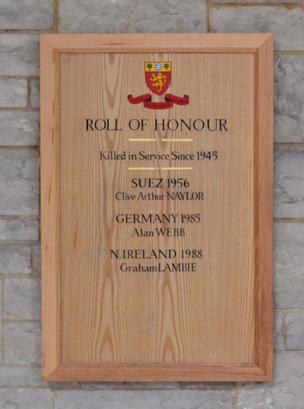 ROLL OF HONOUR
Killed in Service Since 1945
SUEZ 1956
Clive Arthur NAYLOR
GERMANY 1985
Alan WEBB
N.IRELAND 1988
Graham LAMBIE